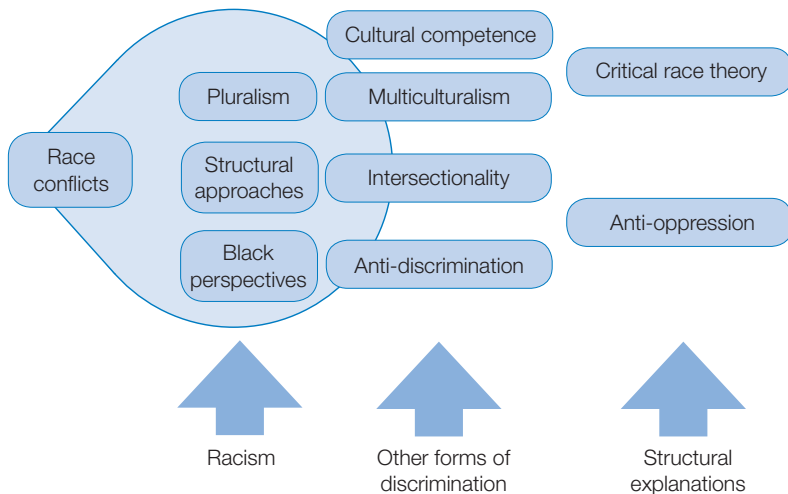 Cultural competence
Critical race theory
Pluralism
Multiculturalism
Race
conflicts
Structural
approaches
Intersectionality
Anti-oppression
Black
perspectives
Anti-discrimination
Racism
Other forms of
discrimination
Structural
explanations